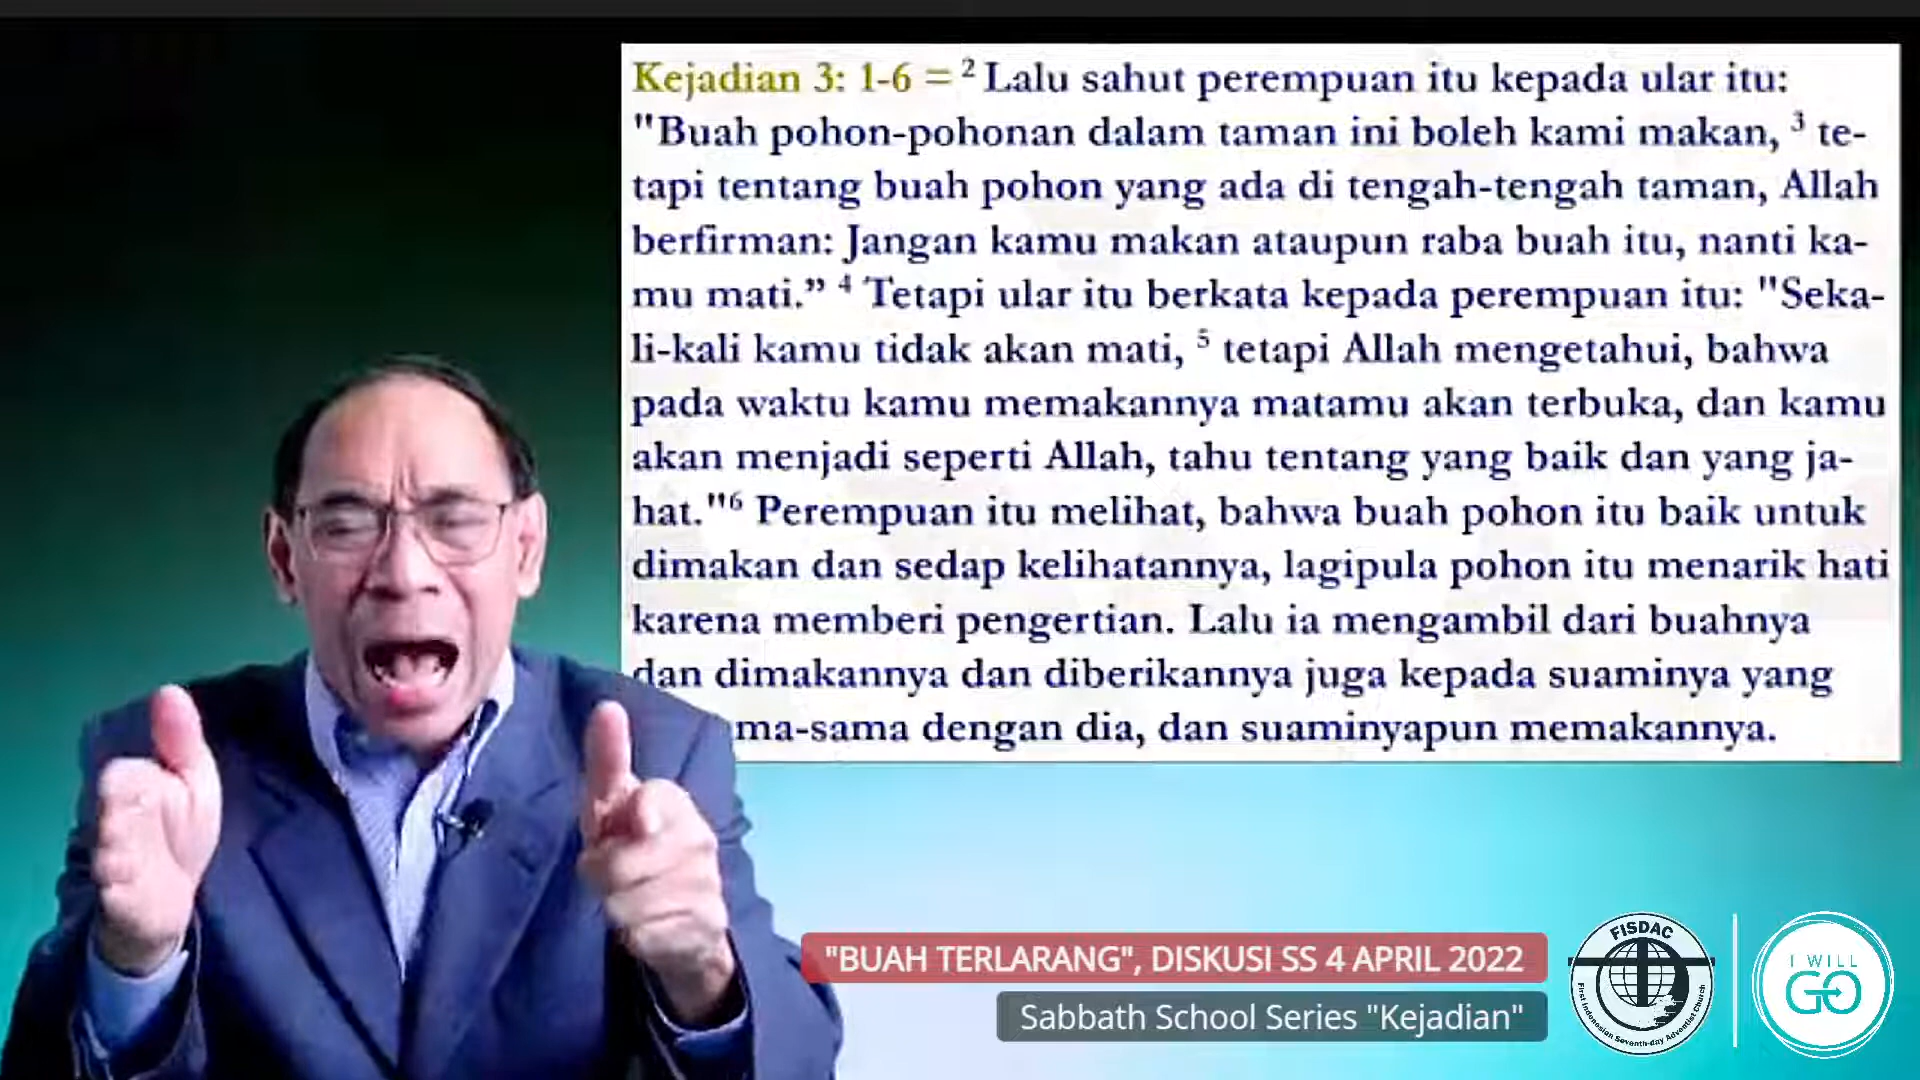 Kejadian 3: 1-6 = 2 Lalu sahut perempuan itu kepada ular itu:
"Buah pohon-pohonan dalam taman ini boleh kami makan, 3 te-
tapi tentang buah pohon yang ada di tengah-tengah taman, Allah
berfirman: Jangan kamu makan ataupun raba buah itu, nanti ka-
mu mati.” 4 Tetapi ular itu berkata kepada perempuan itu: "Seka-
li-kali kamu tidak akan mati, 5 tetapi Allah mengetahui, bahwa
pada waktu kamu memakannya matamu akan terbuka, dan kamu
akan menjadi seperti Allah, tahu tentang yang baik dan yang ja-
hat."6 Perempuan itu melihat, bahwa buah pohon itu baik untuk
dimakan dan sedap kelihatannya, lagipula pohon itu menarik hati
karena memberi pengertian. Lalu ia mengambil dari buahnya
dan dimakannya dan diberikannya juga kepada suaminya yang
ma-sama dengan dia, dan suaminyapun memakannya.
"BUAH TERLARANG", DISKUSI SS 4 APRIL 2022
Sabbath School Series "Kejadian"
FISDAC
First Indonesian Seventh-day Adventist Church
I WILL
GO